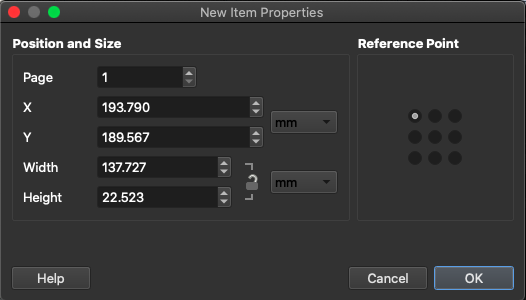 New Item Properties
Position and Size
Reference Point
Page 1
X 193.790
mm
Y 189.567
Width 137.727
mm
Height 22.523
Help
Cancel
OK